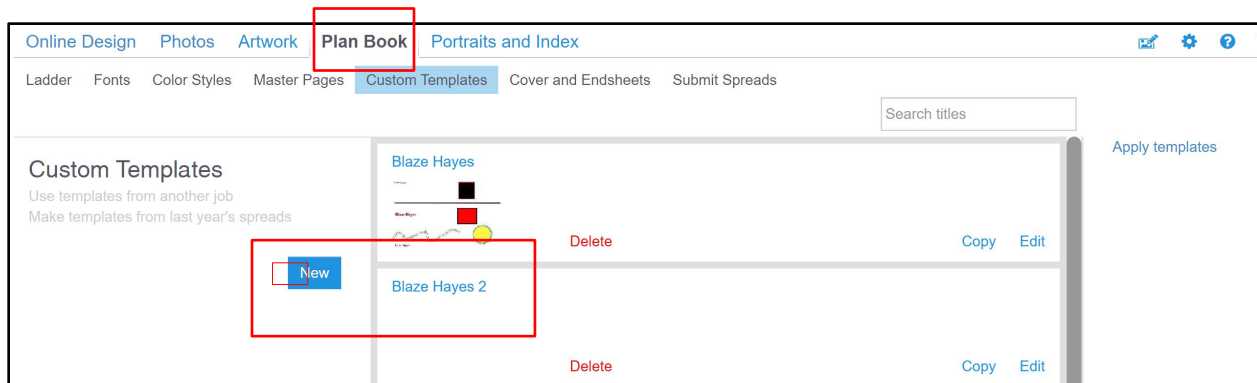 Online Design Photos Artwork Plan Book Portraits and Index
Ladder Fonts Color Styles Master Pages Custom Templates Cover and Endsheets Submit Spreads
Search titles
Apply templates
Custom Templates
Use templates from another job
Make templates from last year's spreads
New
Blaze Hayes
Delete Copy Edit
Blaze Hayes 2
Delete Copy Edit